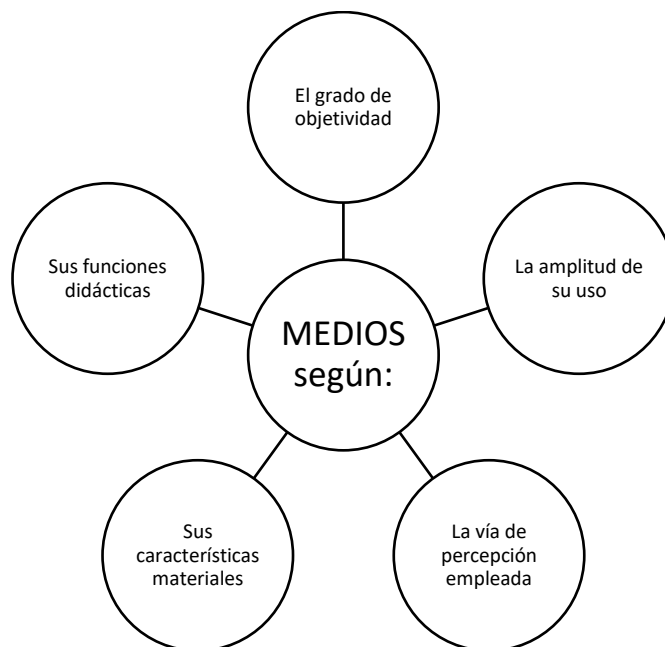 El grado de
objetividad
La amplitud de
su uso
La vía de
percepción
empleada
Sus
características
materiales
Sus funciones
didácticas
MEDIOS
según: